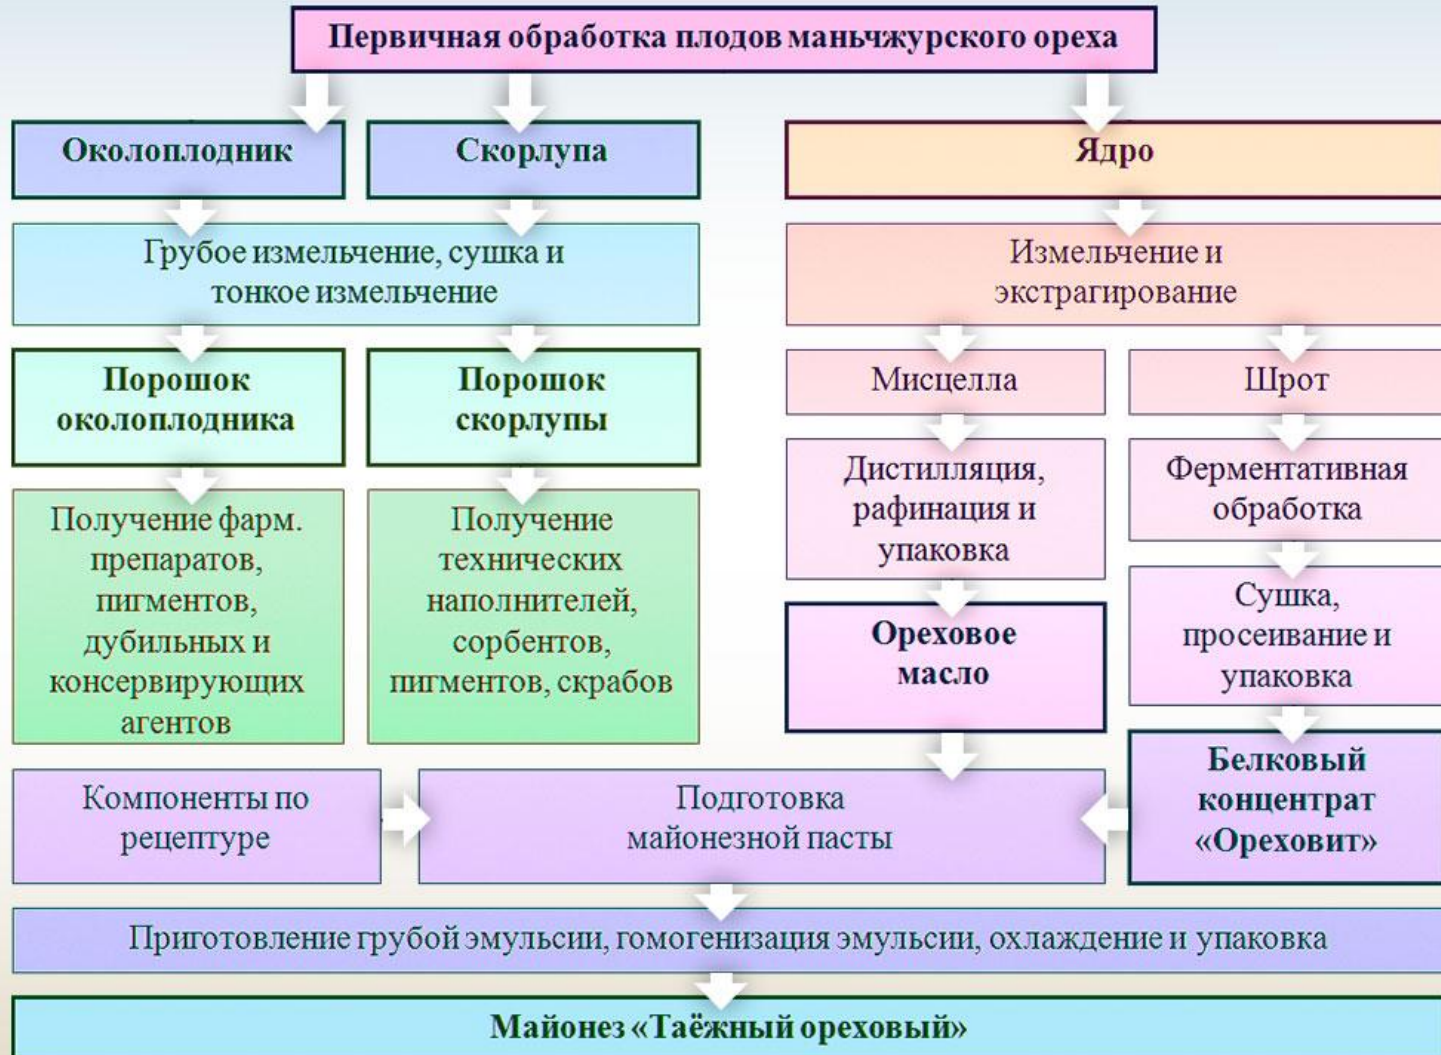 Первичная обработка плодов маньчжурского ореха
Околоплодник
Скорлупа
Ядро
Грубое измельчение, сушка и
тонкое измельчение
Измельчение и
экстрагирование
Порошок
околоплодника
Порошок
скорлупы
Мисцелла
Шрот
Дистилляция,
рафинация и
упаковка
Ферментативная
обработка
Получение фарм.
препаратов,
пигментов,
дубильных и
консервирующих
агентов
Получение
технических
наполнителей,
сорбентов,
пигментов, скрабов
Ореховое
масло
Сушка,
просеивание и
упаковка
Белковый
концентрат
«Ореховит»
Компоненты по
рецептуре
Подготовка
майонезной пасты
Приготовление грубой эмульсии, гомогенизация эмульсии, охлаждение и упаковка
Майонез «Таёжный ореховый»